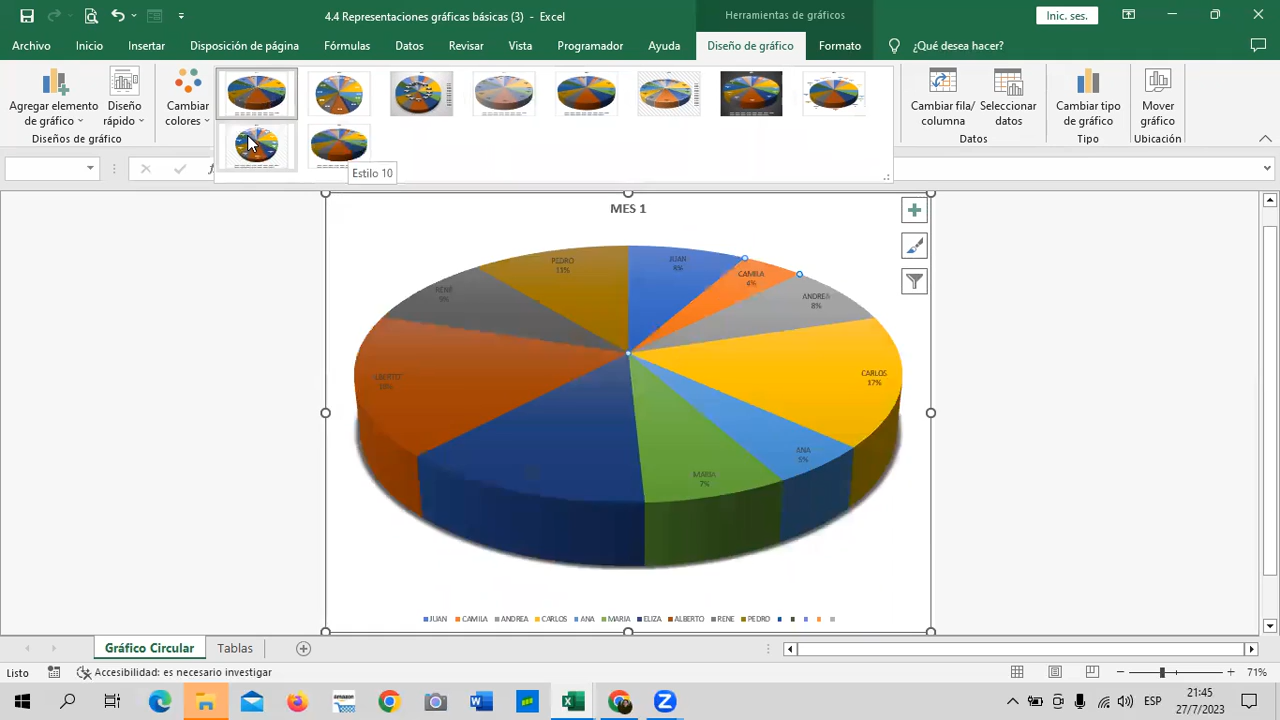 4.4 Representaciones gráficas básicas (3) - Excel
Herramientas de gráficos
Inic. ses.
Archivo Inicio Insertar Disposición de página Fórmulas Datos Revisar Vista Programador Ayuda Diseño de gráfico Formato ¿Qué desea hacer?
Agregar elemento
de gráfico
Diseño
rápido
Cambiar
colores
Cambiar fila/
columna
Seleccionar
datos
Cambiar tipo
de gráfico
Mover
gráfico
Diseños de gráfico
Datos
Tipo
Ubicación
Estilo 10
MES 1
PEDRO
11%
JUAN
6%
CAMILA
4%
RENE
9%
ANDREA
8%
LBERTO
CARLOS
17%
ANA
5%
MARIA
7%
JUAN CAMILA ANDREA CARLOS ANA MARIA ELIZA ALBERTO RENE PEDRO
Gráfico Circular Tablas
Listo Accesibilidad: es necesario investigar 71%
ESP
21:45
27/7/2023